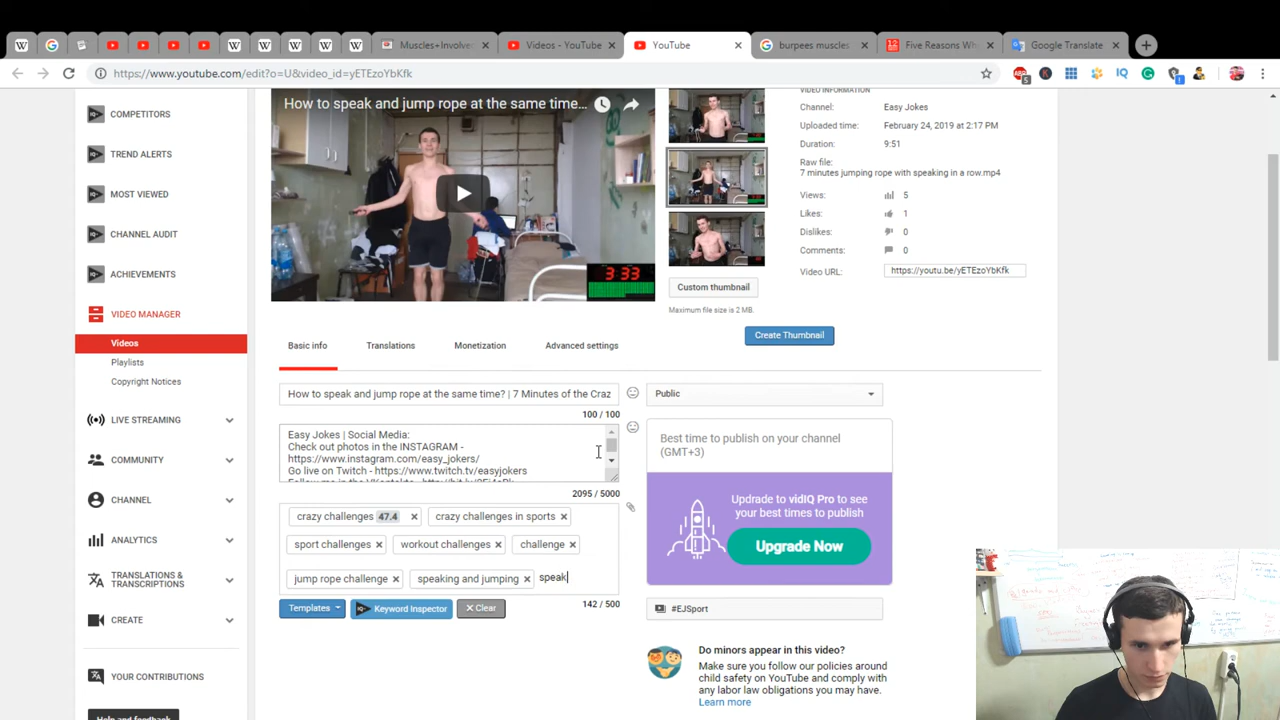 Muscles+Involve
Videos - YouTube
YouTube
burpees muscles
Five Reasons Wh
Google Translate
https://www.youtube.com/edit?o=U&video_id=yETEzoYbKfk
COMPETITORS
TREND ALERTS
MOST VIEWED
CHANNEL AUDIT
ACHIEVEMENTS
VIDEO MANAGER
Videos
Playlists
Copyright Notices
LIVE STREAMING
COMMUNITY
CHANNEL
ANALYTICS
TRANSLATIONS &
TRANSCRIPTIONS
CREATE
YOUR CONTRIBUTIONS
Help and feedback
How to speak and jump rope at the same time...
3:33
VIDEO INFORMATION
Channel: Easy Jokes
Uploaded time: February 24, 2019 at 2:17 PM
Duration: 9:51
Raw file:
7 minutes jumping rope with speaking in a row.mp4
Views: 5
Likes: 1
Dislikes: 0
Comments: 0
Video URL: https://youtu.be/yETEzoYbKfk
Custom thumbnail
Maximum file size is 2 MB.
Create Thumbnail
Basic info Translations Monetization Advanced settings
How to speak and jump rope at the same time? | 7 Minutes of the Craz
100 / 100
Easy Jokes | Social Media:
Check out photos in the INSTAGRAM -
https://www.instagram.com/easy_jokers/
Go live on Twitch - https://www.twitch.tv/easyjokers
2095 / 5000
crazy challenges 47.4 crazy challenges in sports
sport challenges workout challenges challenge
jump rope challenge speaking and jumping speak
142 / 500
Templates Keyword Inspector Clear
Public
Best time to publish on your channel
(GMT+3)
Updrade to vidIQ Pro to see
your best times to publish
Upgrade Now
#EJSport
Do minors appear in this video?
Make sure you follow our policies around
child safety on YouTube and comply with
any labor law obligations you may have.
Learn more